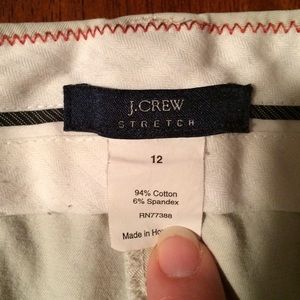 J.CREW
STRETCH
12
94% Cotton
6% Spandex
RN77388
Made in